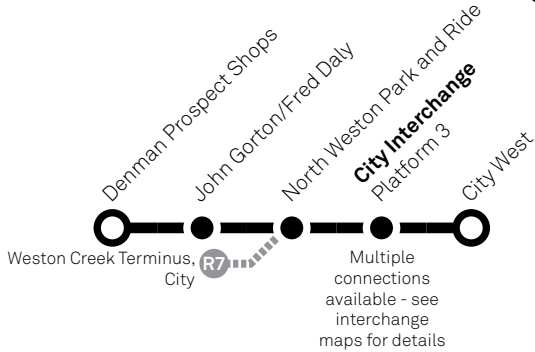 Denman Prospect Shops
John Gorton/Fred Daly
North Weston Park and Ride
City Interchange
Platform 3
City West
Weston Creek Terminus,
City
R7
Multiple
connections
available - see
interchange
maps for details